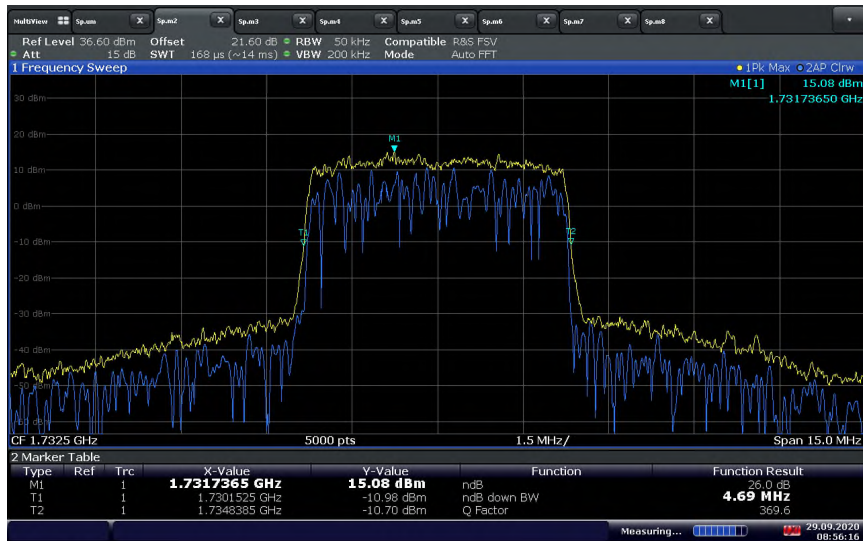 MultiView Sp.um X Sp.m2 X Sp.m3 X Sp.m4 X Sp.m5 X Sp.m6 X Sp.m7 X Sp.m8 X
Ref Level 36.60 dBm Offset 21.60 dB RBW 50 kHz Compatible R&S FSV
Att 15 dB SWT 168 µs (~14 ms) VBW 200 kHz Mode Auto FFT
1 Frequency Sweep 1Pk Max 2AP Clrw
M1[1] 15.08 dBm
1.73173650 GHz
30 dBm
20 dBm
M1
10 dBm
0 dBm
T1 T2
-10 dBm
-20 dBm
-30 dBm
-40 dBm
-50 dBm
-60 dBm
CF 1.7325 GHz 5000 pts 1.5 MHz/ Span 15.0 MHz
2 Marker Table
Type Ref Trc X-Value Y-Value Function Function Result
M1 1 1.7317365 GHz 15.08 dBm ndB 26.0 dB
T1 1 1.7301525 GHz -10.98 dBm ndB down BW 4.69 MHz
T2 1 1.7348385 GHz -10.70 dBm Q Factor 369.6
Measuring... 29.09.2020
08:56:16